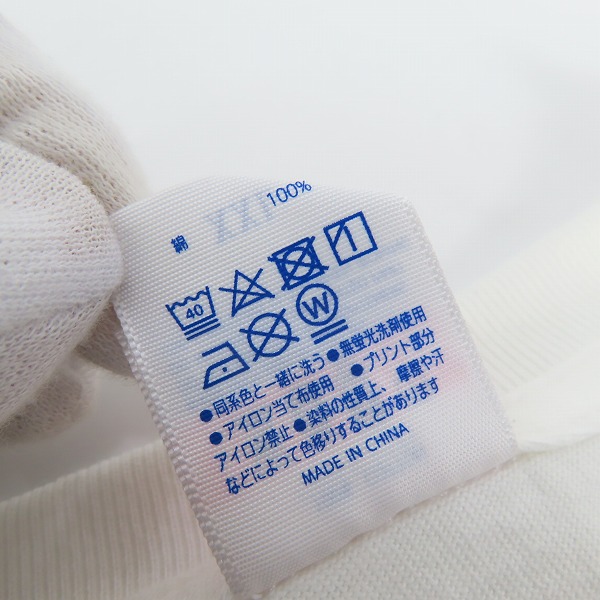 綿 100%
40
W
●同系色と一緒に洗う ●無蛍光洗剤使用
●アイロン当て布使用 ●プリント部分
アイロン禁止 ●染料の性質上、摩擦や汗
などによって色移りすることがあります
MADE IN CHINA